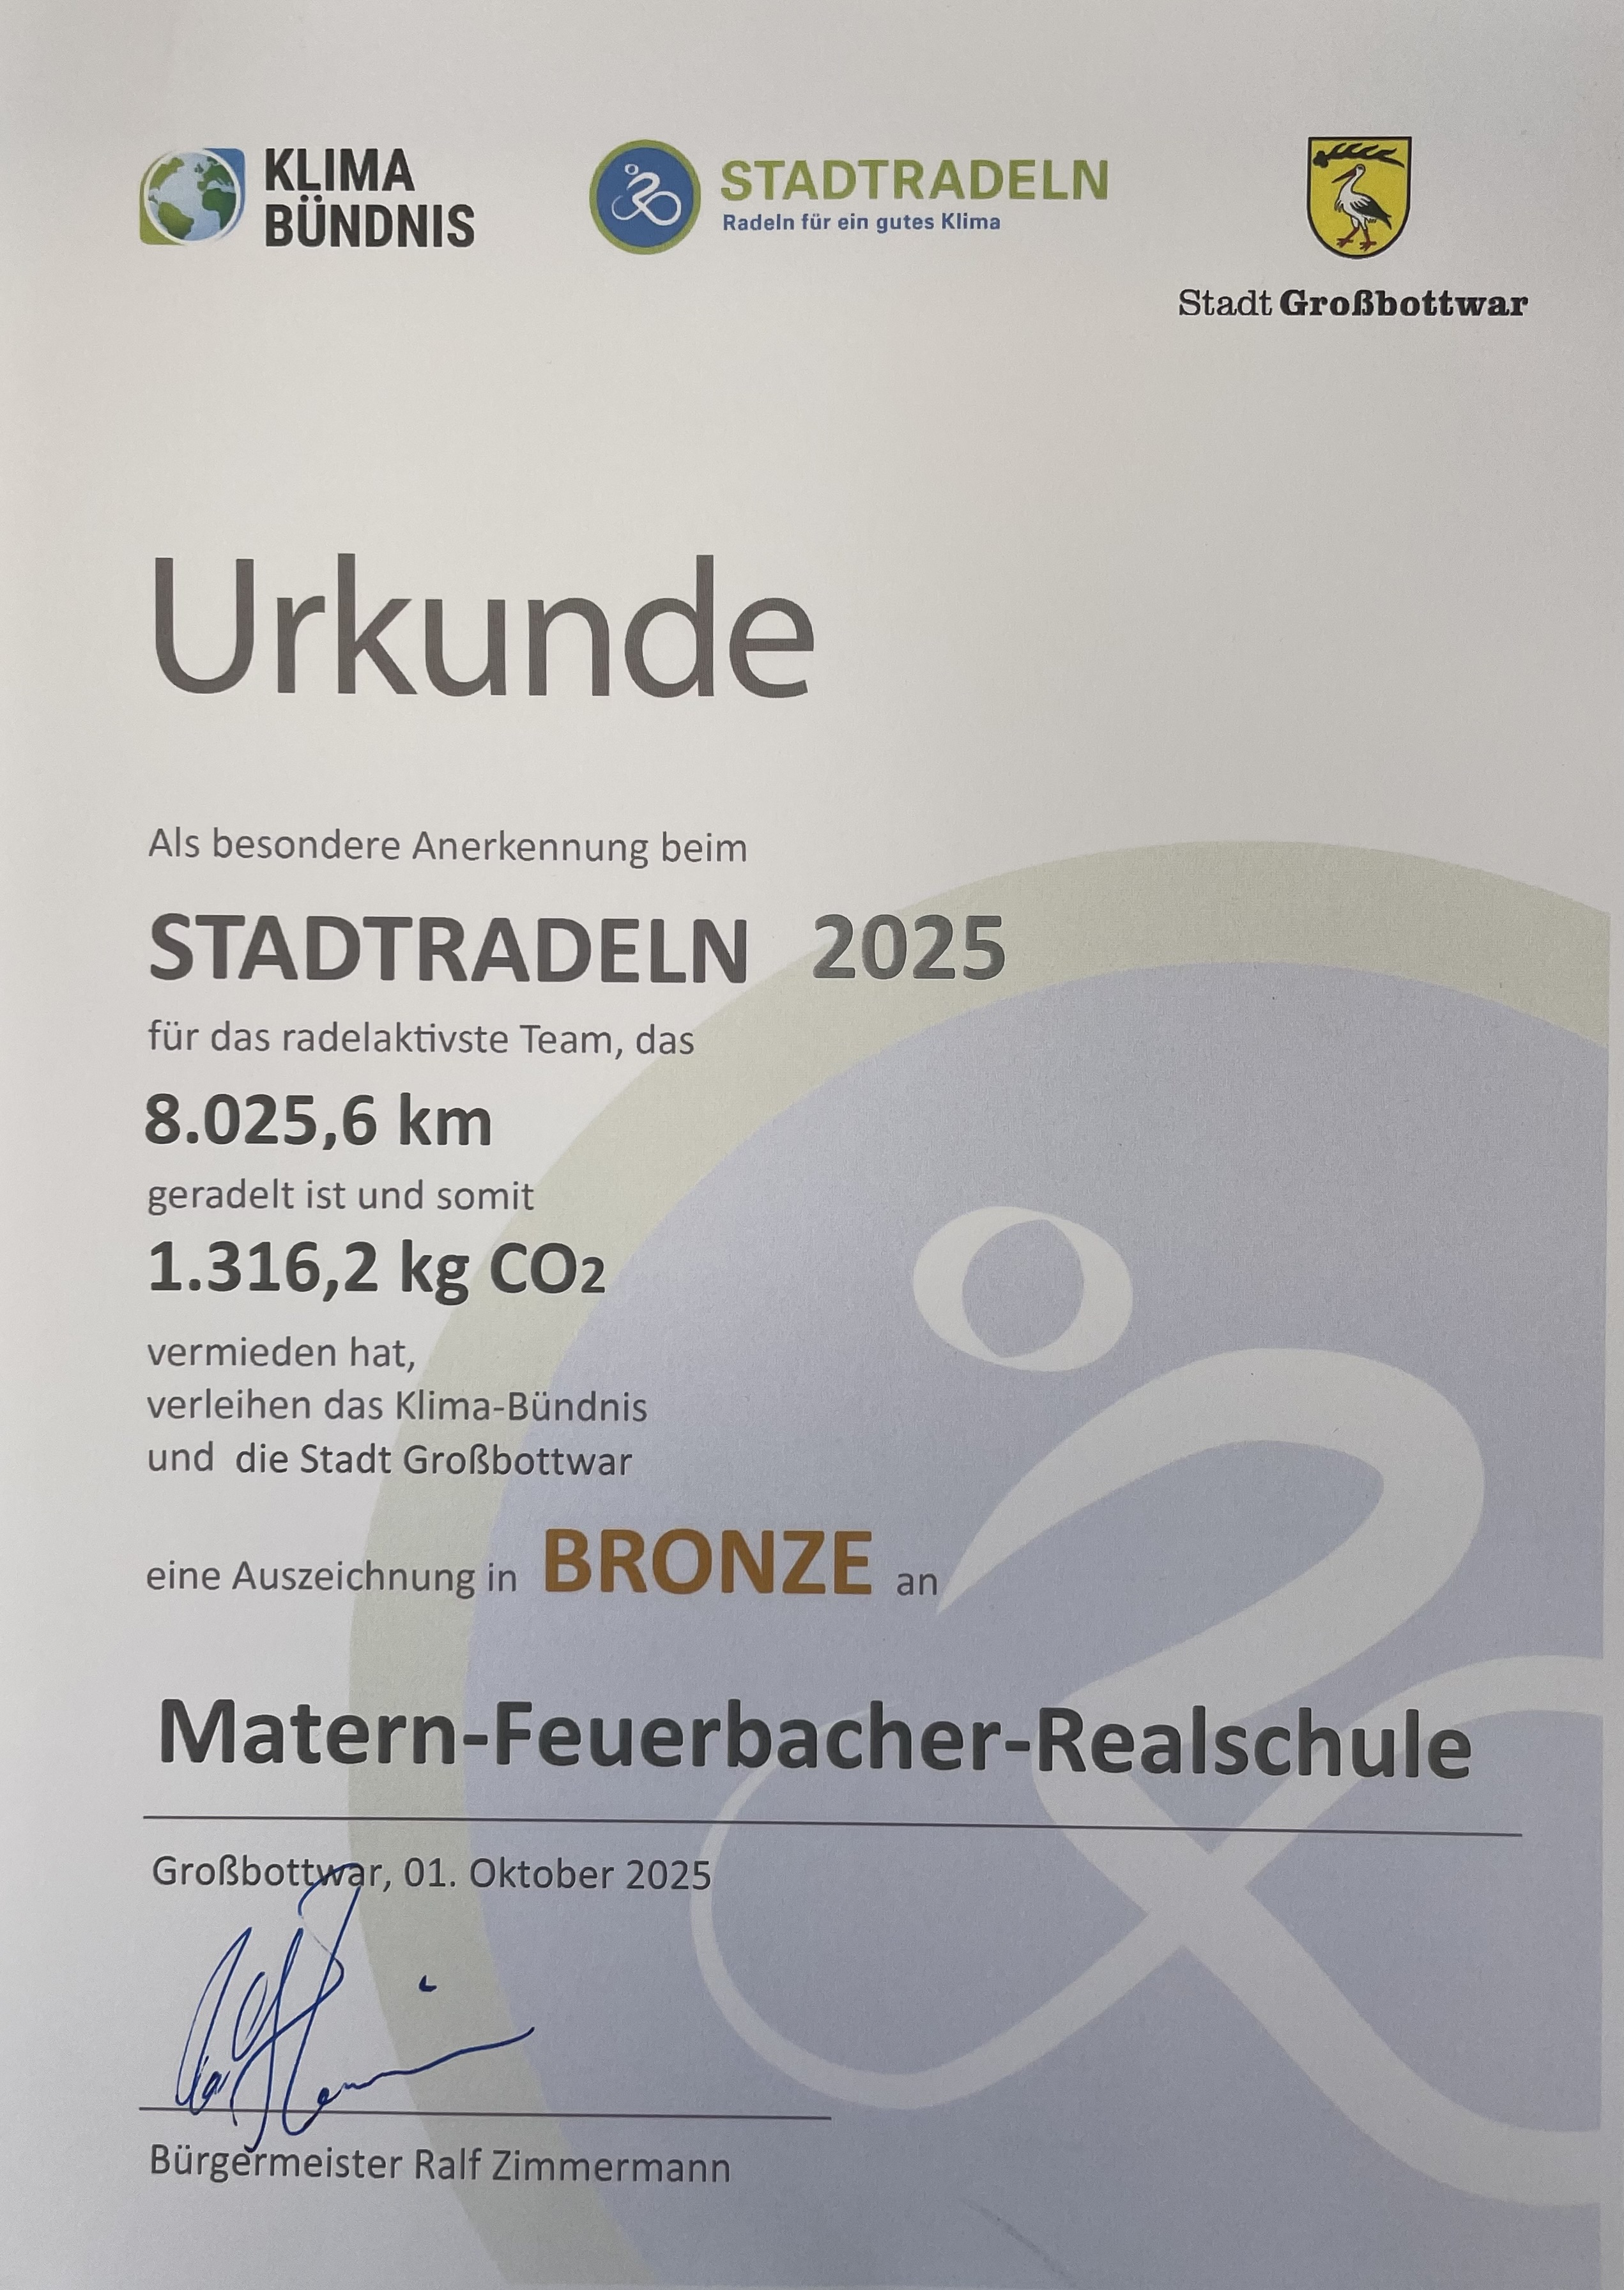 KLIMA
BÜNDNIS
STADTRADELN
Radeln für ein gutes Klima
Stadt Großbottwar
Urkunde
Als besondere Anerkennung beim
STADTRADELN 2025
für das radelaktivste Team, das
8.025,6 km
geradelt ist und somit
1.316,2 kg CO2
vermieden hat,
verleihen das Klima-Bündnis
und die Stadt Großbottwar
eine Auszeichnung in BRONZE an
Matern-Feuerbacher-Realschule
Großbottwar, 01. Oktober 2025
Bürgermeister Ralf Zimmermann